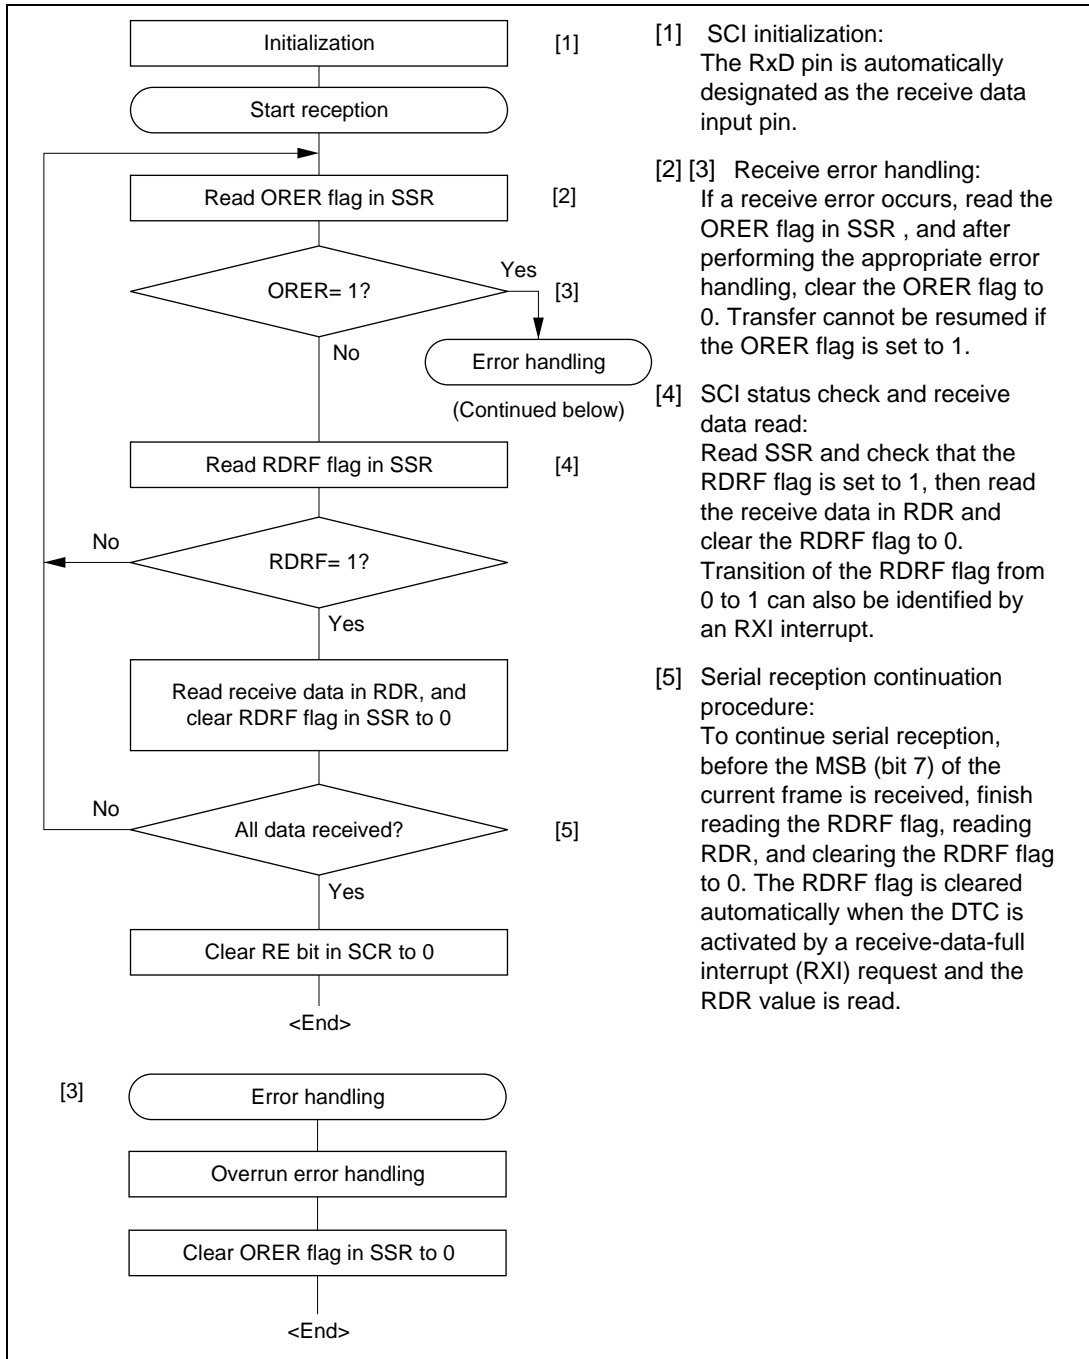 Initialization
[1]
Start reception
Read ORER flag in SSR
[2]
ORER= 1?
Yes
[3]
No
Error handling
(Continued below)
Read RDRF flag in SSR
[4]
No
RDRF= 1?
Yes
Read receive data in RDR, and
clear RDRF flag in SSR to 0
No
All data received?
[5]
Yes
Clear RE bit in SCR to 0
<End>
[3]
Error handling
Overrun error handling
Clear ORER flag in SSR to 0
<End>
[1] SCI initialization:
The RxD pin is automatically
designated as the receive data
input pin.
[2] [3] Receive error handling:
If a receive error occurs, read the
ORER flag in SSR , and after
performing the appropriate error
handling, clear the ORER flag to
0. Transfer cannot be resumed if
the ORER flag is set to 1.
[4] SCI status check and receive
data read:
Read SSR and check that the
RDRF flag is set to 1, then read
the receive data in RDR and
clear the RDRF flag to 0.
Transition of the RDRF flag from
0 to 1 can also be identified by
an RXI interrupt.
[5] Serial reception continuation
procedure:
To continue serial reception,
before the MSB (bit 7) of the
current frame is received, finish
reading the RDRF flag, reading
RDR, and clearing the RDRF flag
to 0. The RDRF flag is cleared
automatically when the DTC is
activated by a receive-data-full
interrupt (RXI) request and the
RDR value is read.